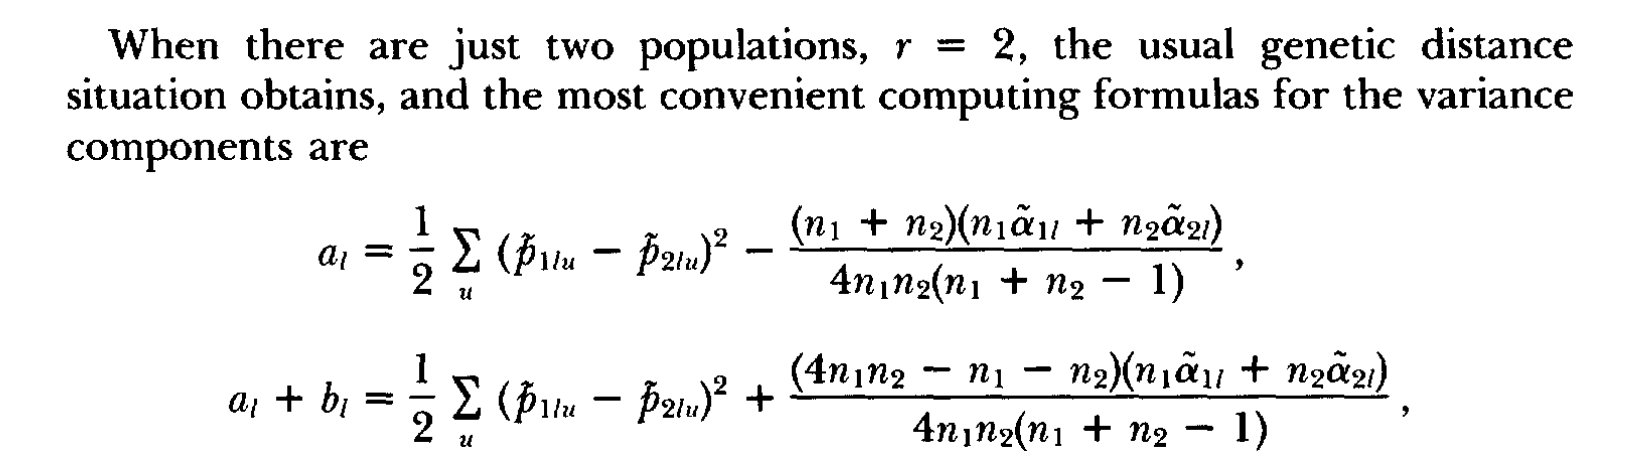 When there are just two populations, r = 2, the usual genetic distance
situation obtains, and the most convenient computing formulas for the variance
components are
a_l = \frac{1}{2} \sum_u (\tilde{p}_{1lu} - \tilde{p}_{2lu})^2 - \frac{(n_1 + n_2)(n_1\tilde{\alpha}_{1l} + n_2\tilde{\alpha}_{2l})}{4n_1n_2(n_1 + n_2 - 1)},
a_l + b_l = \frac{1}{2} \sum_u (\tilde{p}_{1lu} - \tilde{p}_{2lu})^2 + \frac{(4n_1n_2 - n_1 - n_2)(n_1\tilde{\alpha}_{1l} + n_2\tilde{\alpha}_{2l})}{4n_1n_2(n_1 + n_2 - 1)},